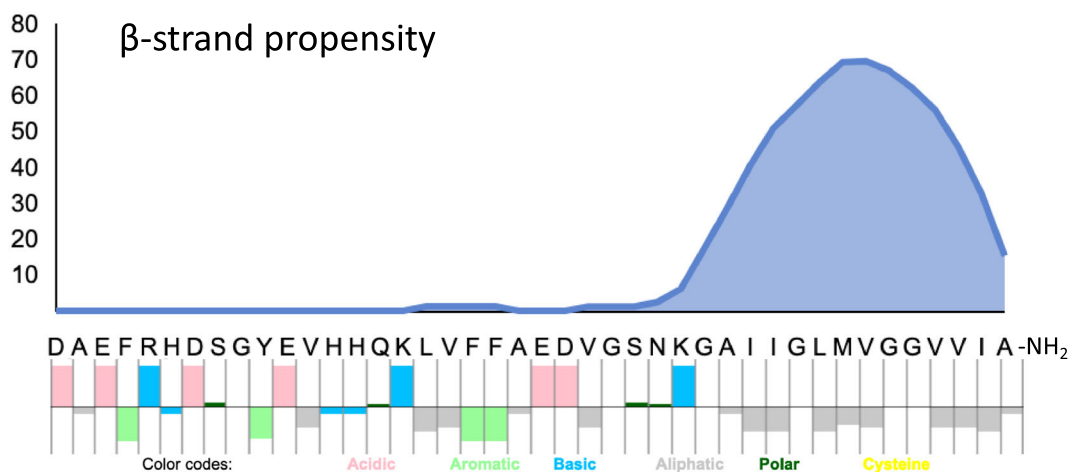 β-strand propensity
80
70
60
50
40
30
20
10
D A E F R H D S G Y E V H H Q K L V F F A E D V G S N K G A I I G L M V G G V V I A -NH₂
Color codes: Acidic Aromatic Basic Aliphatic Polar Cysteine